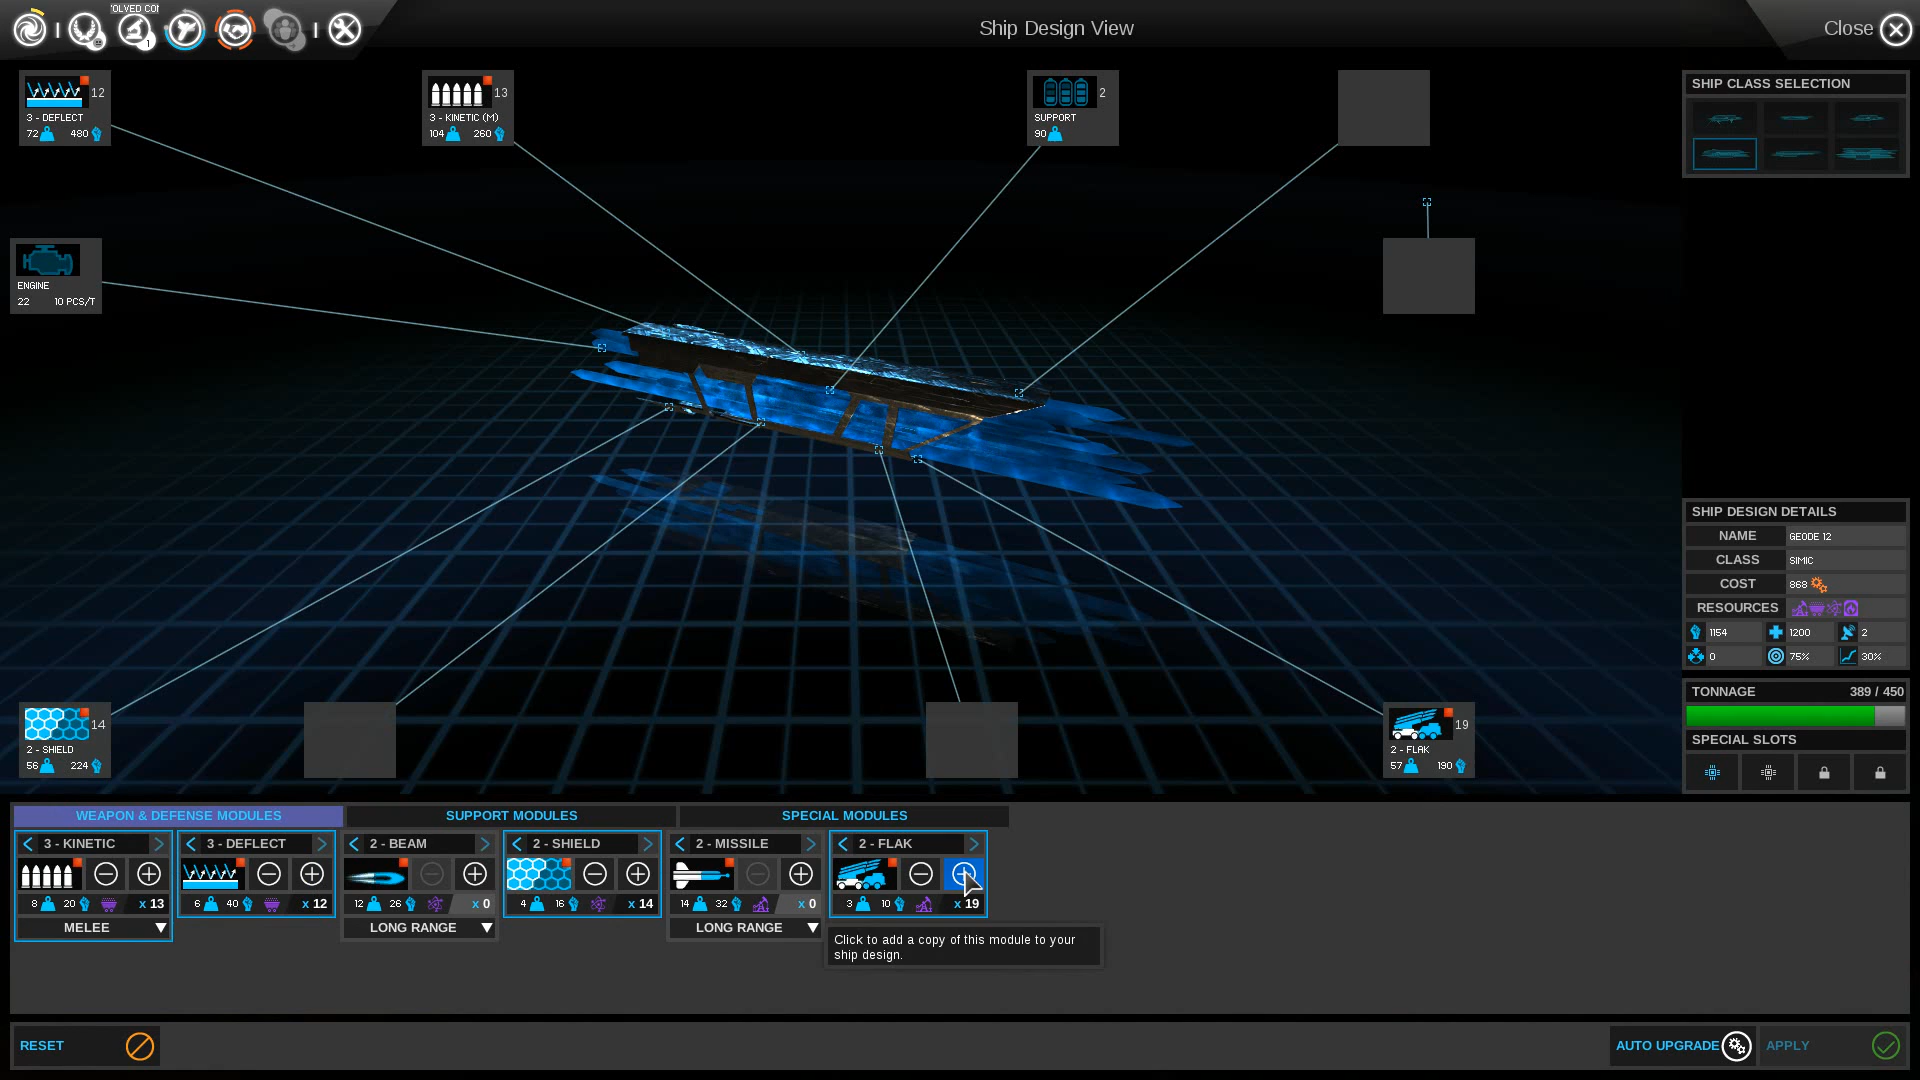 'OLVED CO
1
Ship Design View
Close
12
3 - DEFLECT
72 480
13
3 - KINETIC (M)
104 260
2
SUPPORT
90
SHIP CLASS SELECTION
ENGINE
22 10 PCS/T
SHIP DESIGN DETAILS
NAME GEODE 12
CLASS SIMIC
COST 868
RESOURCES
1154 1200 2
0 75% 30%
TONNAGE 389 / 450
SPECIAL SLOTS
14
2 - SHIELD
56 224
19
2 - FLAK
57 190
WEAPON & DEFENSE MODULES SUPPORT MODULES SPECIAL MODULES
3 - KINETIC 3 - DEFLECT 2 - BEAM 2 - SHIELD 2 - MISSILE 2 - FLAK
8 20 x 13 6 40 x 12 12 26 x 0 4 16 x 14 14 32 x 0 3 10 x 19
MELEE LONG RANGE LONG RANGE
Click to add a copy of this module to your
ship design.
RESET AUTO UPGRADE APPLY